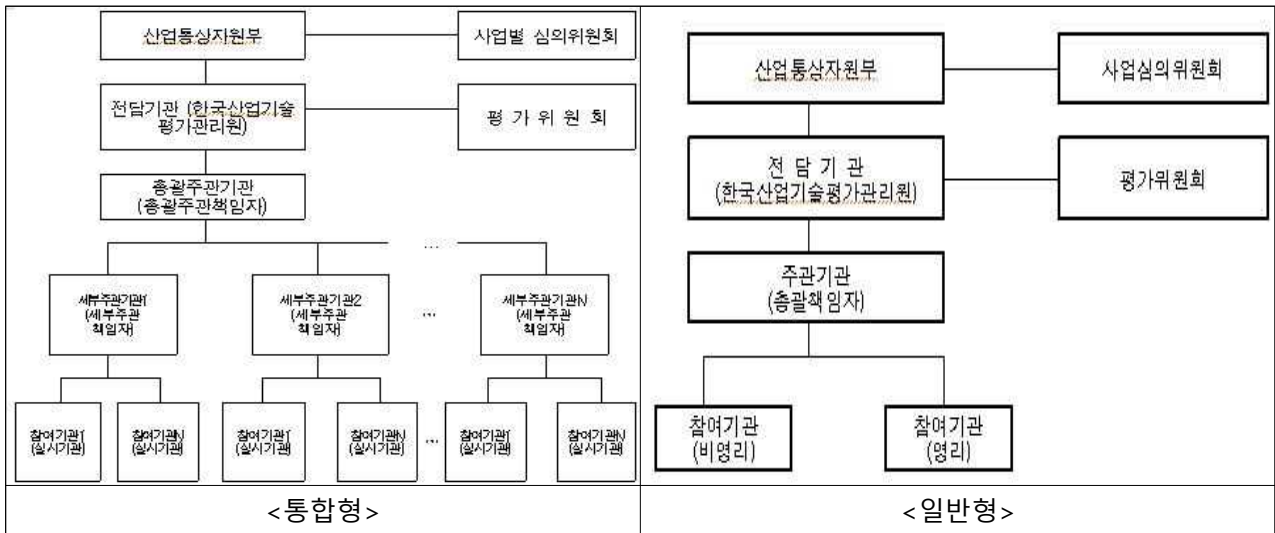 산업통상자원부
사업별 심의위원회
전담기관 (한국산업기술
평가관리원)
평 가 위 원 회
총괄주관기관
(총괄주관책임자)
...
세부주관기관1
(세부주관
책임자)
세부주관기관2
(세부주관
책임자)
...
세부주관기관N
(세부주관
책임자)
참여기관1
(실시기관)
참여기관N
(실시기관)
참여기관1
(실시기관)
참여기관N
(실시기관)
...
참여기관1
(실시기관)
참여기관N
(실시기관)
<통합형>
산업통상자원부
사업심의위원회
전 담 기 관
(한국산업기술평가관리원)
평가위원회
주관기관
(총괄책임자)
참여기관
(비영리)
참여기관
(영리)
<일반형>